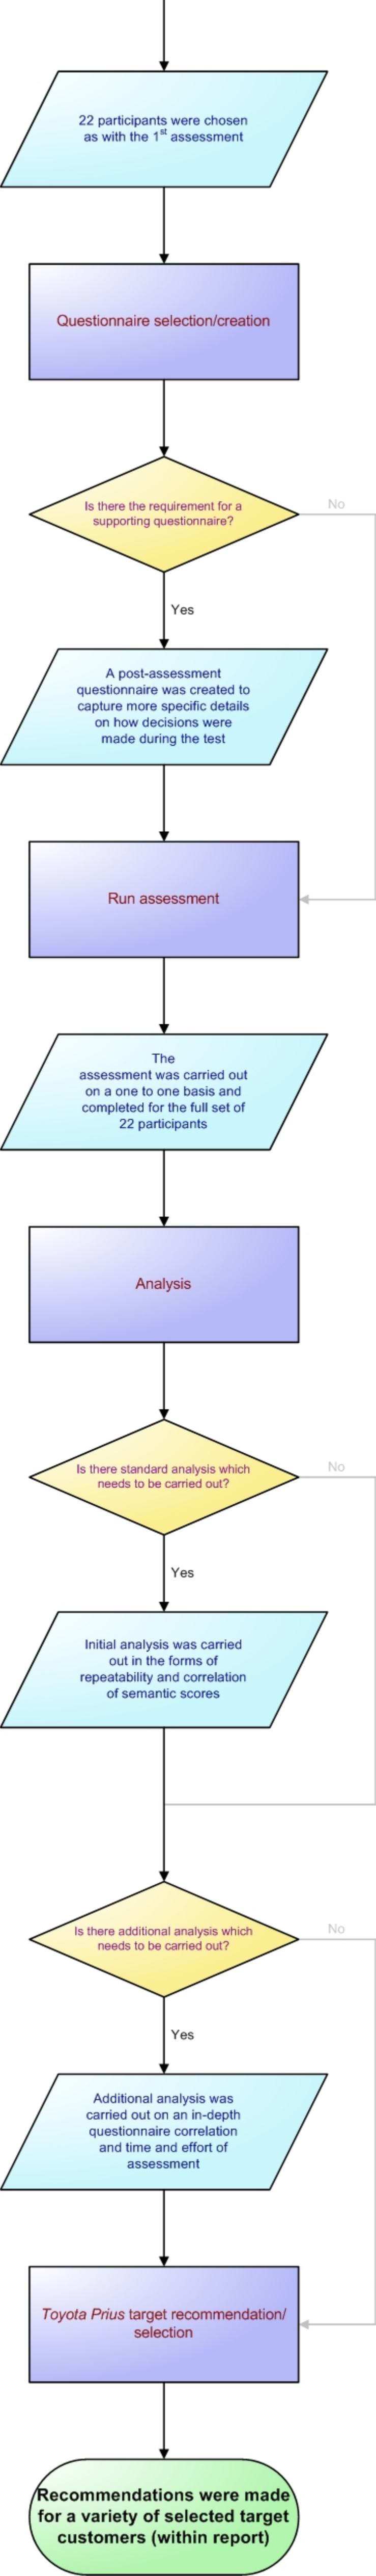 22 participants were chosen
as with the 1st assessment
Questionnaire selection/creation
Is there the requirement for a
supporting questionnaire?
No
Yes
A post-assessment
questionnaire was created to
capture more specific details
on how decisions were
made during the test
Run assessment
The
assessment was carried out
on a one to one basis and
completed for the full set of
22 participants
Analysis
Is there standard analysis which
needs to be carried out?
No
Yes
Initial analysis was carried
out in the forms of
repeatability and correlation
of semantic scores
Is there additional analysis which
needs to be carried out?
No
Yes
Additional analysis was
carried out on an in-depth
questionnaire correlation
and time and effort of
assessment
Toyota Prius target recommendation/
selection
Recommendations were made
for a variety of selected target
customers (within report)